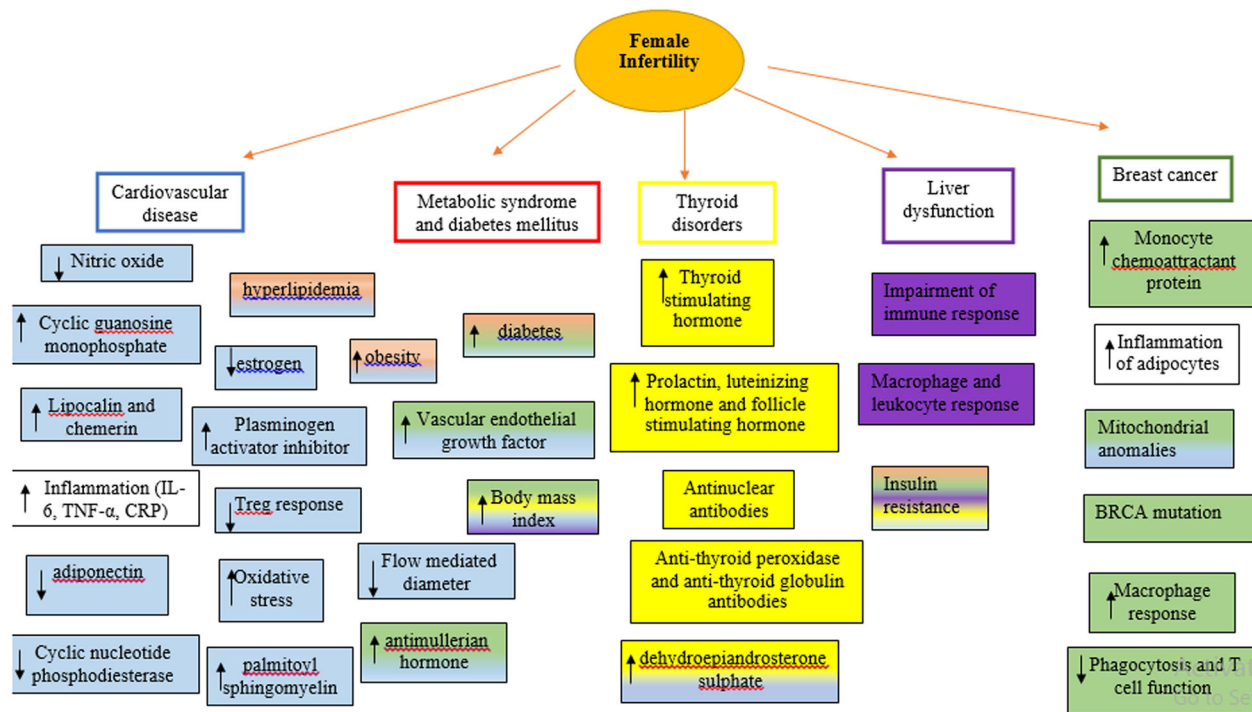 Female
Infertility
Cardiovascular
disease
Metabolic syndrome
and diabetes mellitus
Thyroid
disorders
Liver
dysfunction
Breast cancer
↓ Nitric oxide
↑ Cyclic guanosine
monophosphate
↑ Lipocalin and
chemerin
↑ Inflammation (IL-
6, TNF-α, CRP)
↓ adiponectin
↓ Cyclic nucleotide
phosphodiesterase
hyperlipidemia
↓ estrogen
↑ Plasminogen
activator inhibitor
↓ Treg response
↑ Oxidative
stress
↑ palmitoyl
sphingomyelin
↑ obesity
↑ diabetes
↑ Vascular endothelial
growth factor
↑ Body mass
index
↓ Flow mediated
diameter
↑ antimullerian
hormone
↑ Thyroid
stimulating
hormone
↑ Prolactin, luteinizing
hormone and follicle
stimulating hormone
Antinuclear
antibodies
Anti-thyroid peroxidase
and anti-thyroid globulin
antibodies
↑ dehydroepiandrosterone
sulphate
Impairment of
immune response
Macrophage and
leukocyte response
Insulin
resistance
↑ Monocyte
chemoattractant
protein
↑ Inflammation
of adipocytes
Mitochondrial
anomalies
BRCA mutation
↑ Macrophage
response
↓ Phagocytosis and T
cell function
Go to Se